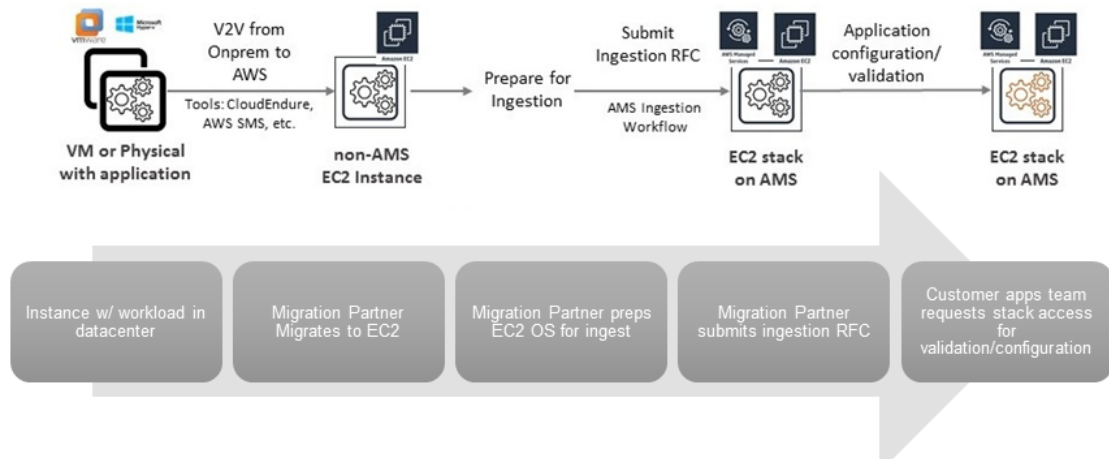 vmware
Microsoft
Hyper-v
V2V from
Onprem to
AWS
Tools: CloudEndure,
AWS SMS, etc.
VM or Physical
with application
Amazon EC2
non-AMS
EC2 Instance
Prepare for
Ingestion
Submit
Ingestion RFC
AMS Ingestion
Workflow
AWS Managed
Services
Amazon EC2
EC2 stack
on AMS
Application
configuration/
validation
AWS Managed
Services
Amazon EC2
EC2 stack
on AMS
Instance w/ workload in
datacenter
Migration Partner
Migrates to EC2
Migration Partner preps
EC2 OS for ingest
Migration Partner
submits ingestion RFC
Customer apps team
requests stack access
for
validation/configuration